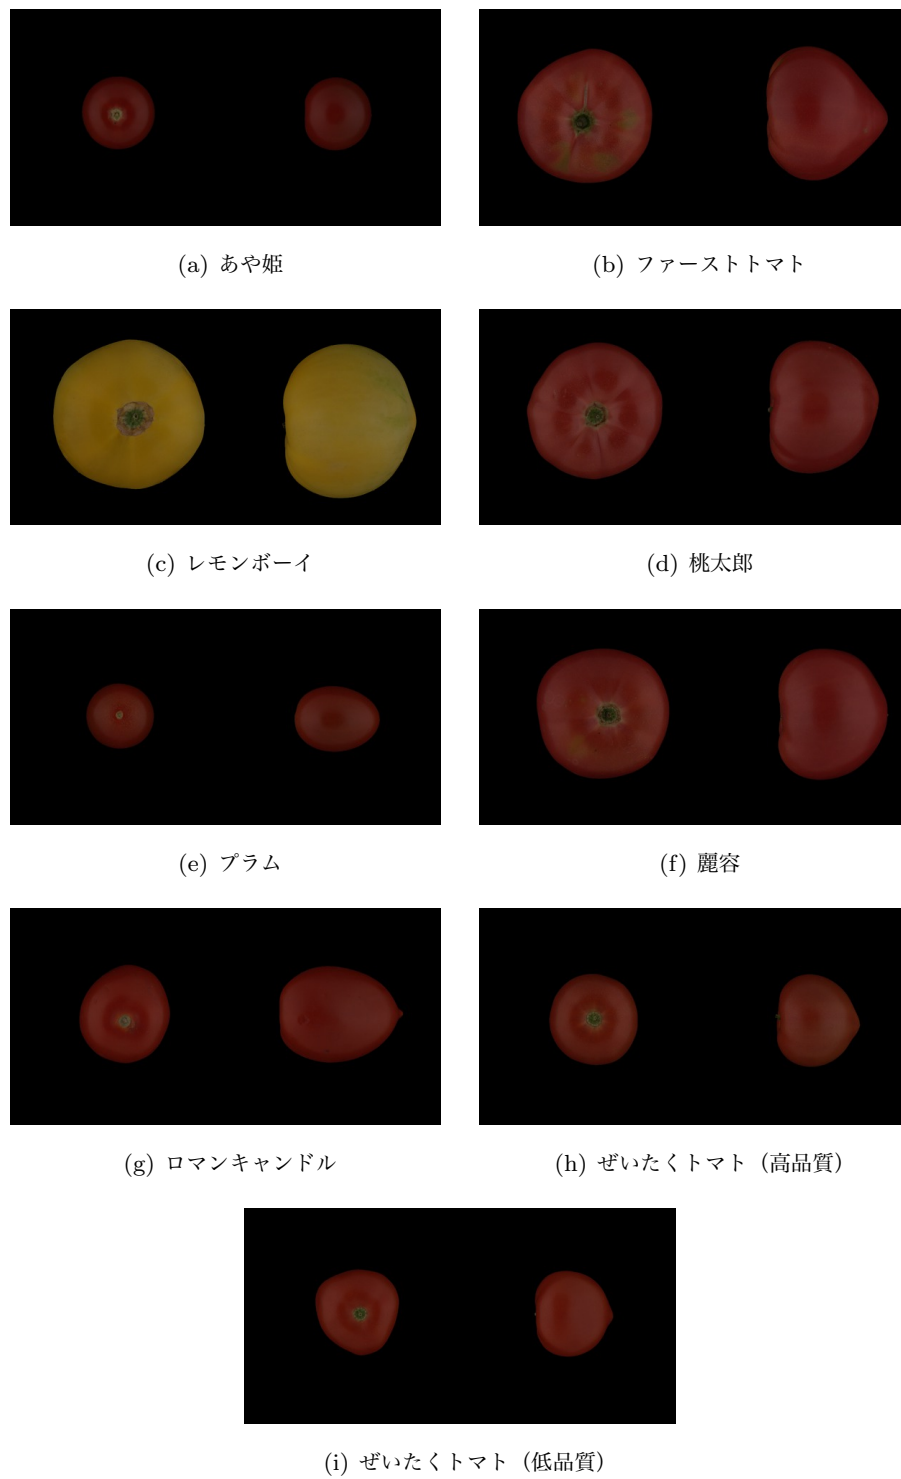 (a) あや姫
(b) ファーストトマト
(c) レモンボーイ
(d) 桃太郎
(e) プラム
(f) 麗容
(g) ロマンキャンドル
(h) ぜいたくトマト（高品質）
(i) ぜいたくトマト（低品質）